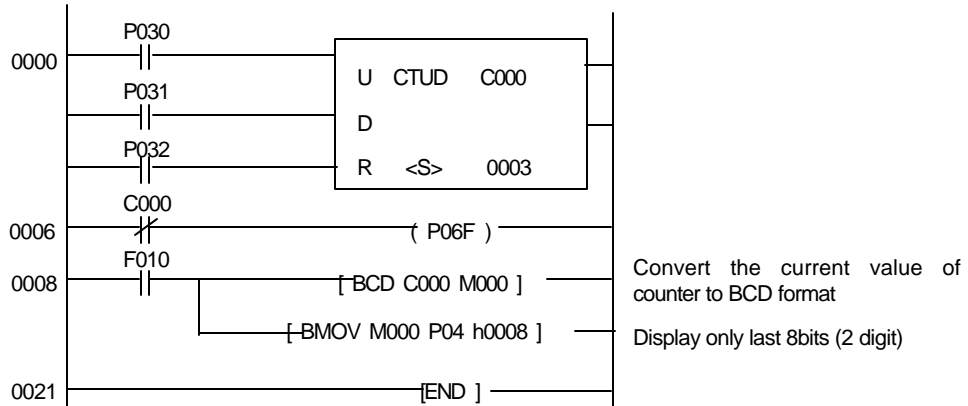 P030
0000
U CTUD C000
P031
D
P032
R <S> 0003
C000
0006 ( P06F )
F010
0008 [ BCD C000 M000 ] Convert the current value of
counter to BCD format
[ BMOV M000 P04 h0008 ] Display only last 8bits (2 digit)
0021 [END ]